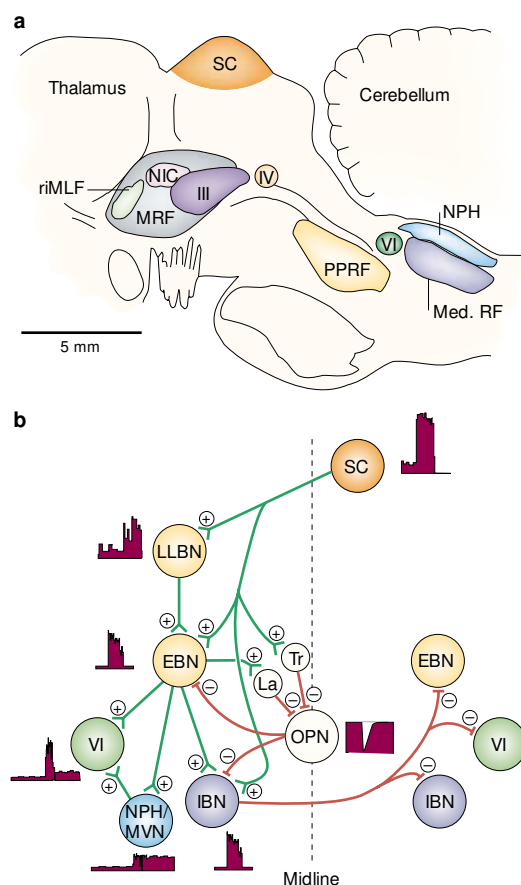 a
SC
Thalamus
Cerebellum
NIC
riMLF
III
IV
MRF
NPH
VI
PPRF
Med. RF
5 mm
b
SC
+
LLBN
+
+
+
EBN
+
Tr
EBN
−
La
−
−
−
+
OPN
−
VI
VI
−
+
+
+
+
−
NPH/
MVN
IBN
IBN
Midline